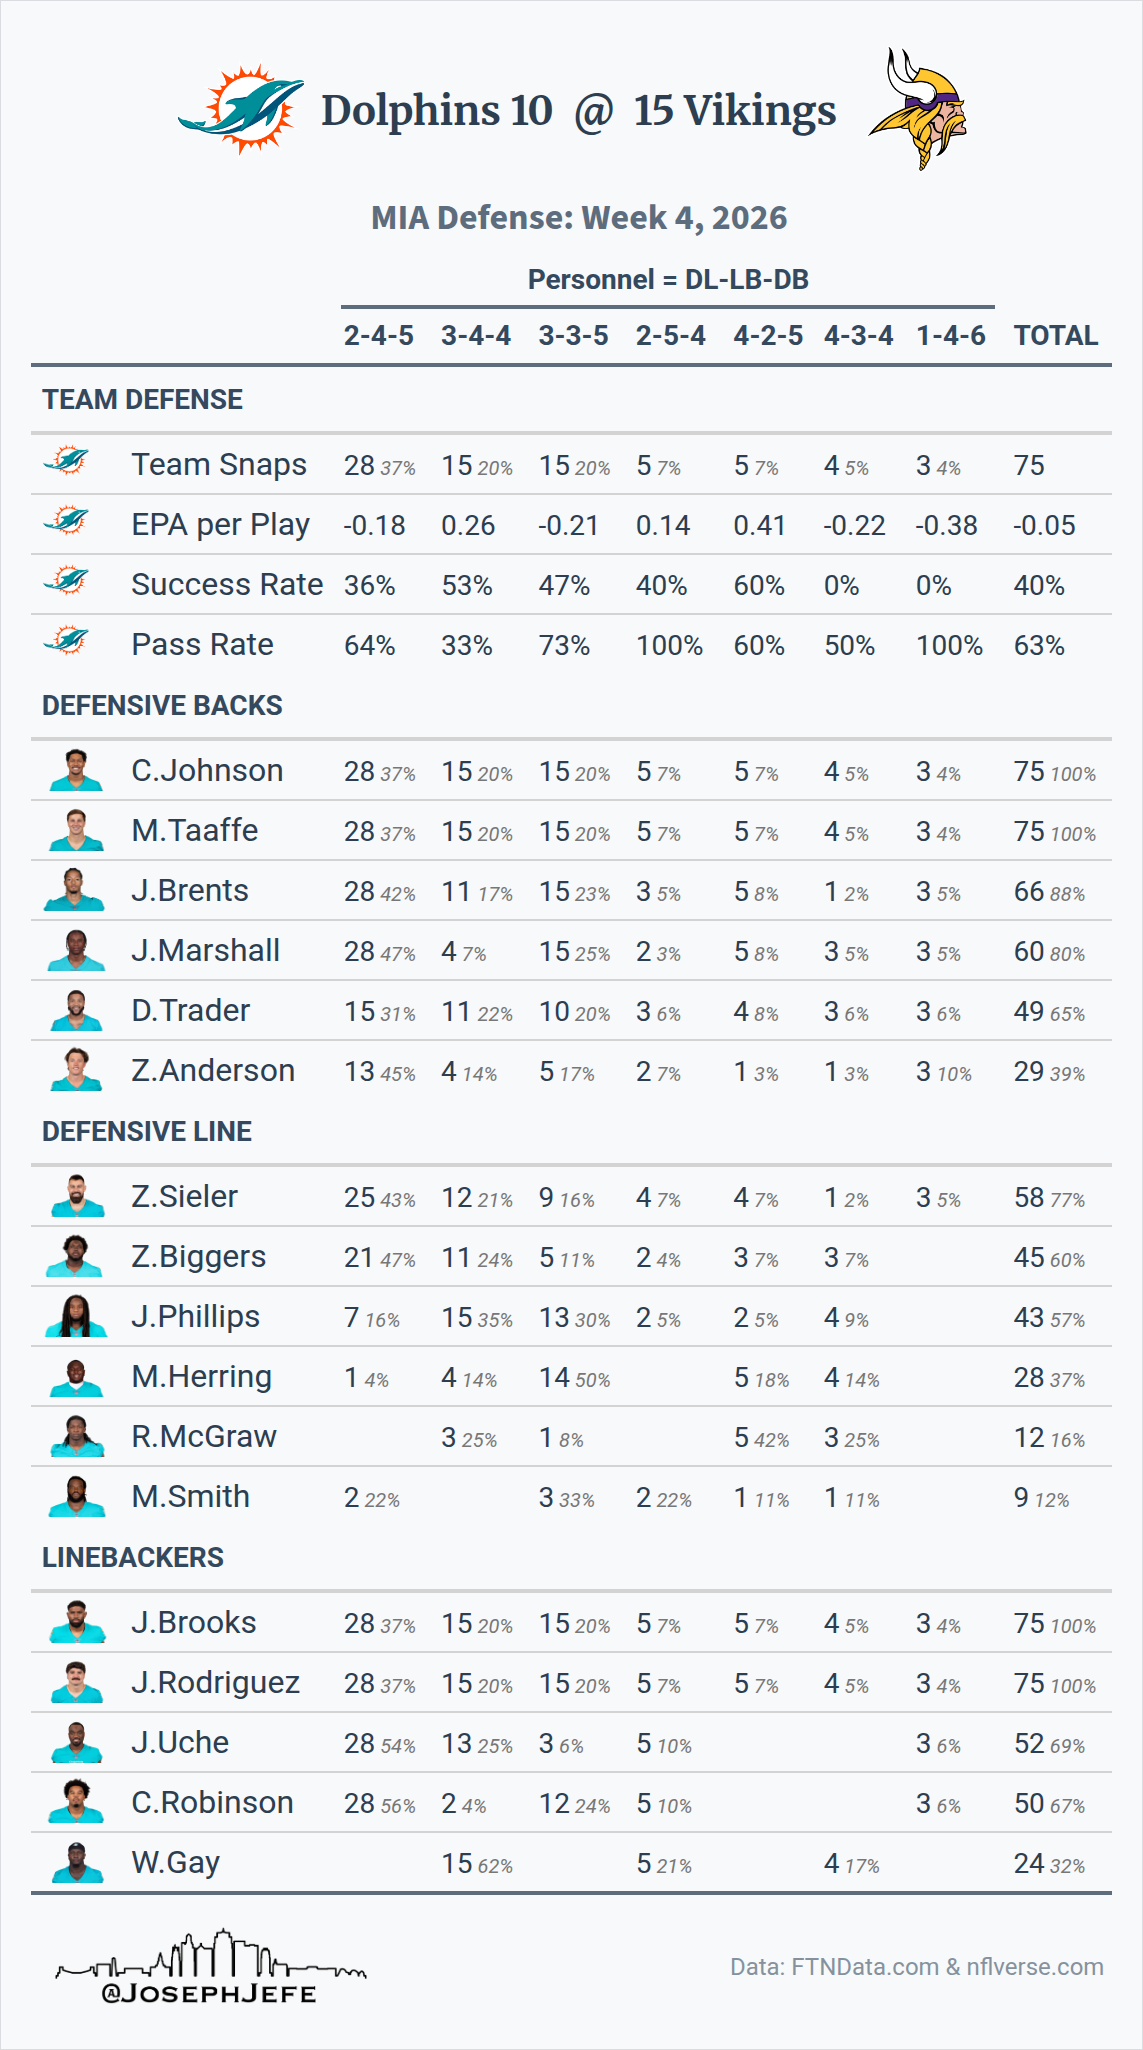 Dolphins 10 @ 15 Vikings
MIA Defense: Week 4, 2026
Personnel = DL-LB-DB
2-4-5 3-4-4 3-3-5 2-5-4 4-2-5 4-3-4 1-4-6 TOTAL
TEAM DEFENSE
Team Snaps 28 37% 15 20% 15 20% 5 7% 5 7% 4 5% 3 4% 75
EPA per Play -0.18 0.26 -0.21 0.14 0.41 -0.22 -0.38 -0.05
Success Rate 36% 53% 47% 40% 60% 0% 0% 40%
Pass Rate 64% 33% 73% 100% 60% 50% 100% 63%
DEFENSIVE BACKS
C.Johnson 28 37% 15 20% 15 20% 5 7% 5 7% 4 5% 3 4% 75 100%
M.Taaffe 28 37% 15 20% 15 20% 5 7% 5 7% 4 5% 3 4% 75 100%
J.Brents 28 42% 11 17% 15 23% 3 5% 5 8% 1 2% 3 5% 66 88%
J.Marshall 28 47% 4 7% 15 25% 2 3% 5 8% 3 5% 3 5% 60 80%
D.Trader 15 31% 11 22% 10 20% 3 6% 4 8% 3 6% 3 6% 49 65%
Z.Anderson 13 45% 4 14% 5 17% 2 7% 1 3% 1 3% 3 10% 29 39%
DEFENSIVE LINE
Z.Sieler 25 43% 12 21% 9 16% 4 7% 4 7% 1 2% 3 5% 58 77%
Z.Biggers 21 47% 11 24% 5 11% 2 4% 3 7% 3 7% 45 60%
J.Phillips 7 16% 15 35% 13 30% 2 5% 2 5% 4 9% 43 57%
M.Herring 1 4% 4 14% 14 50% 5 18% 4 14% 28 37%
R.McGraw 3 25% 1 8% 5 42% 3 25% 12 16%
M.Smith 2 22% 3 33% 2 22% 1 11% 1 11% 9 12%
LINEBACKERS
J.Brooks 28 37% 15 20% 15 20% 5 7% 5 7% 4 5% 3 4% 75 100%
J.Rodriguez 28 37% 15 20% 15 20% 5 7% 5 7% 4 5% 3 4% 75 100%
J.Uche 28 54% 13 25% 3 6% 5 10% 3 6% 52 69%
C.Robinson 28 56% 2 4% 12 24% 5 10% 3 6% 50 67%
W.Gay 15 62% 5 21% 4 17% 24 32%
@JOSEPHJEFE
Data: FTNData.com & nflverse.com